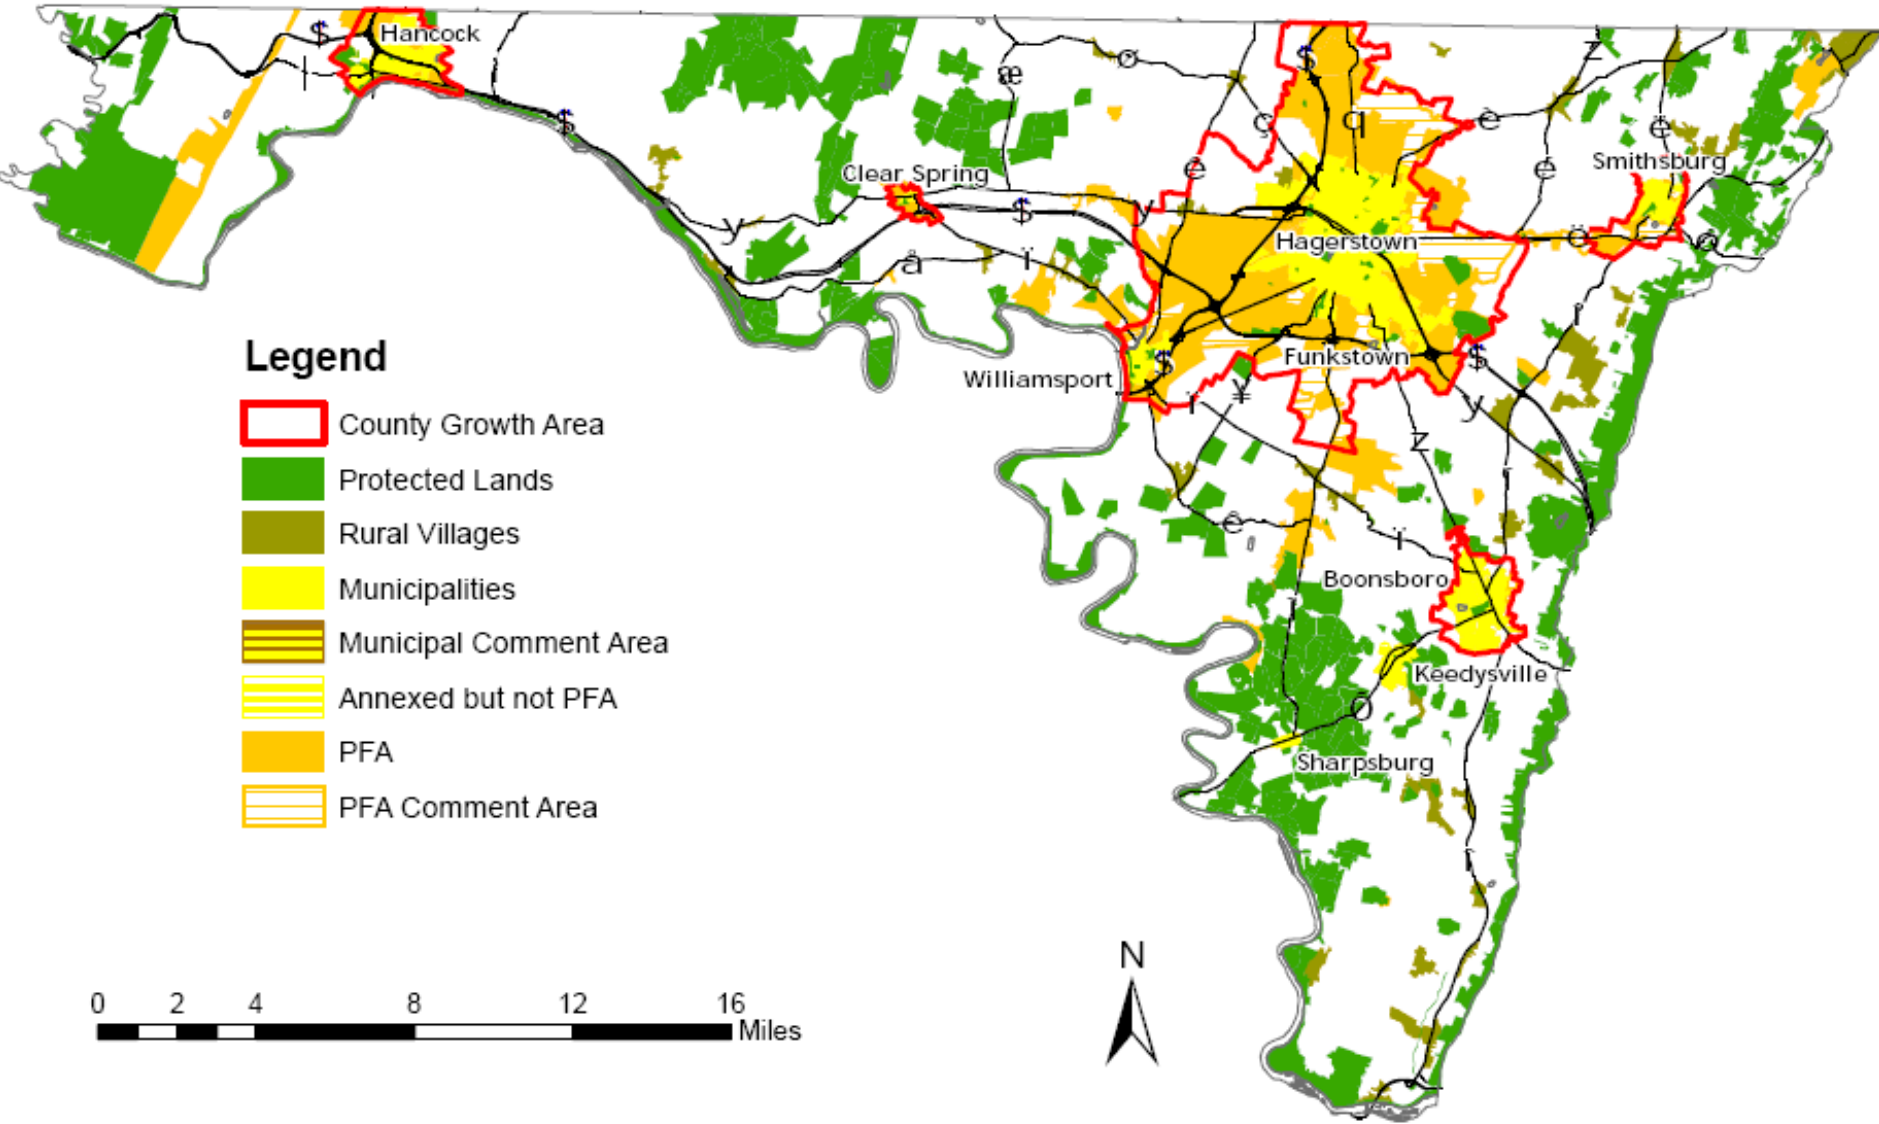 Hancock
Clear Spring
Smithsburg
Hagerstown
Funkstown
Williamsport
Boonsboro
Keedysville
Sharpsburg
Legend
County Growth Area
Protected Lands
Rural Villages
Municipalities
Municipal Comment Area
Annexed but not PFA
PFA
PFA Comment Area
N
0 2 4 8 12 16
Miles